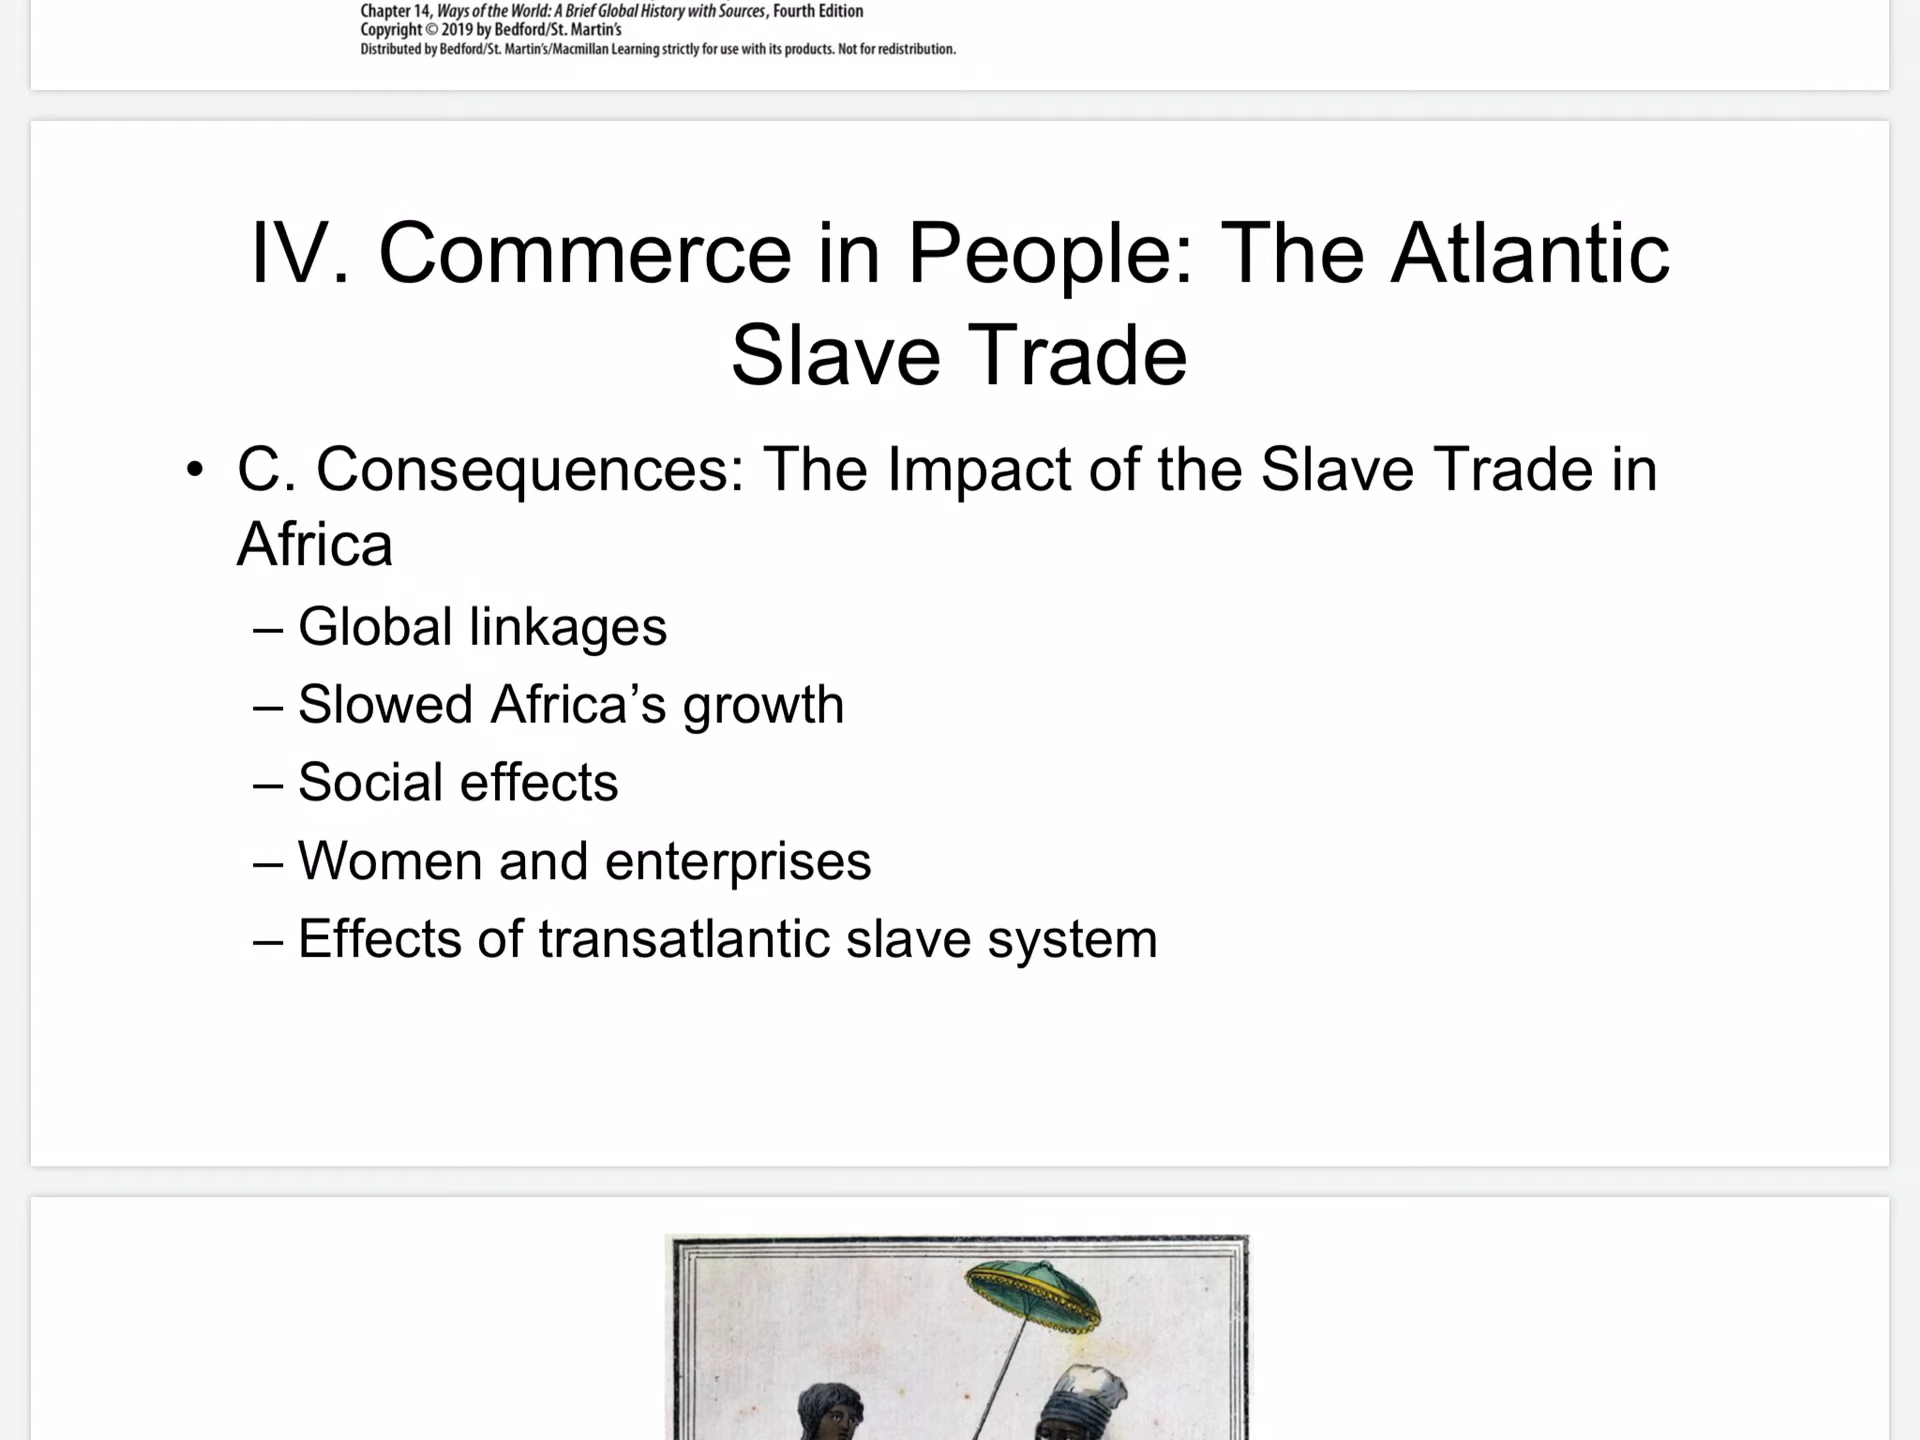 Chapter 14, Ways of the World: A Brief Global History with Sources, Fourth Edition
Copyright © 2019 by Bedford/St. Martin’s
Distributed by Bedford/St. Martin’s/Macmillan Learning strictly for use with its products. Not for redistribution.
IV. Commerce in People: The Atlantic
Slave Trade
• C. Consequences: The Impact of the Slave Trade in
Africa
– Global linkages
– Slowed Africa’s growth
– Social effects
– Women and enterprises
– Effects of transatlantic slave system